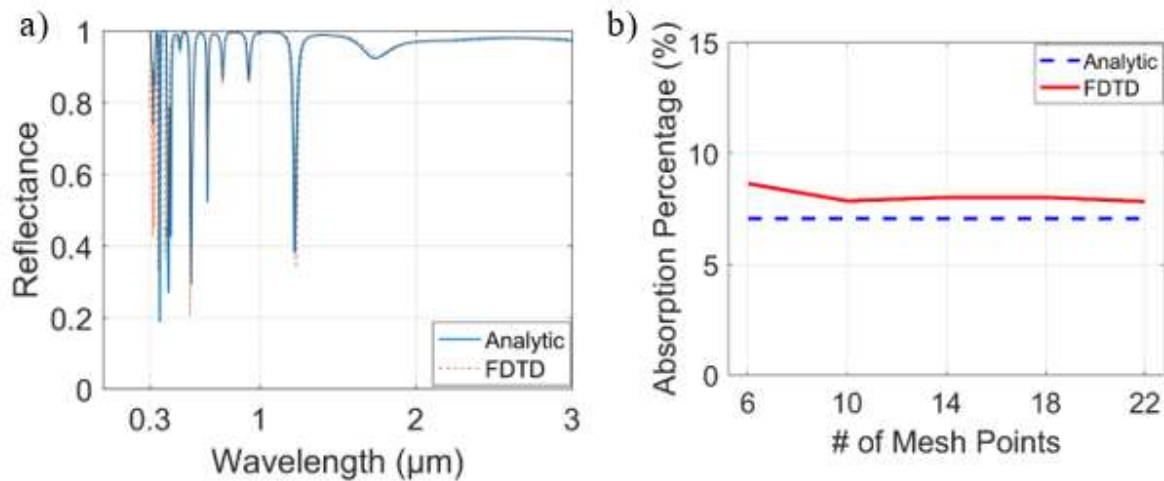 a)
1
0.8
0.6
0.4
0.2
0
Reflectance
0.3
1
2
3
Wavelength (μm)
Analytic
FDTD
b)
15
10
5
0
Absorption Percentage (%)
6
10
14
18
22
# of Mesh Points
Analytic
FDTD